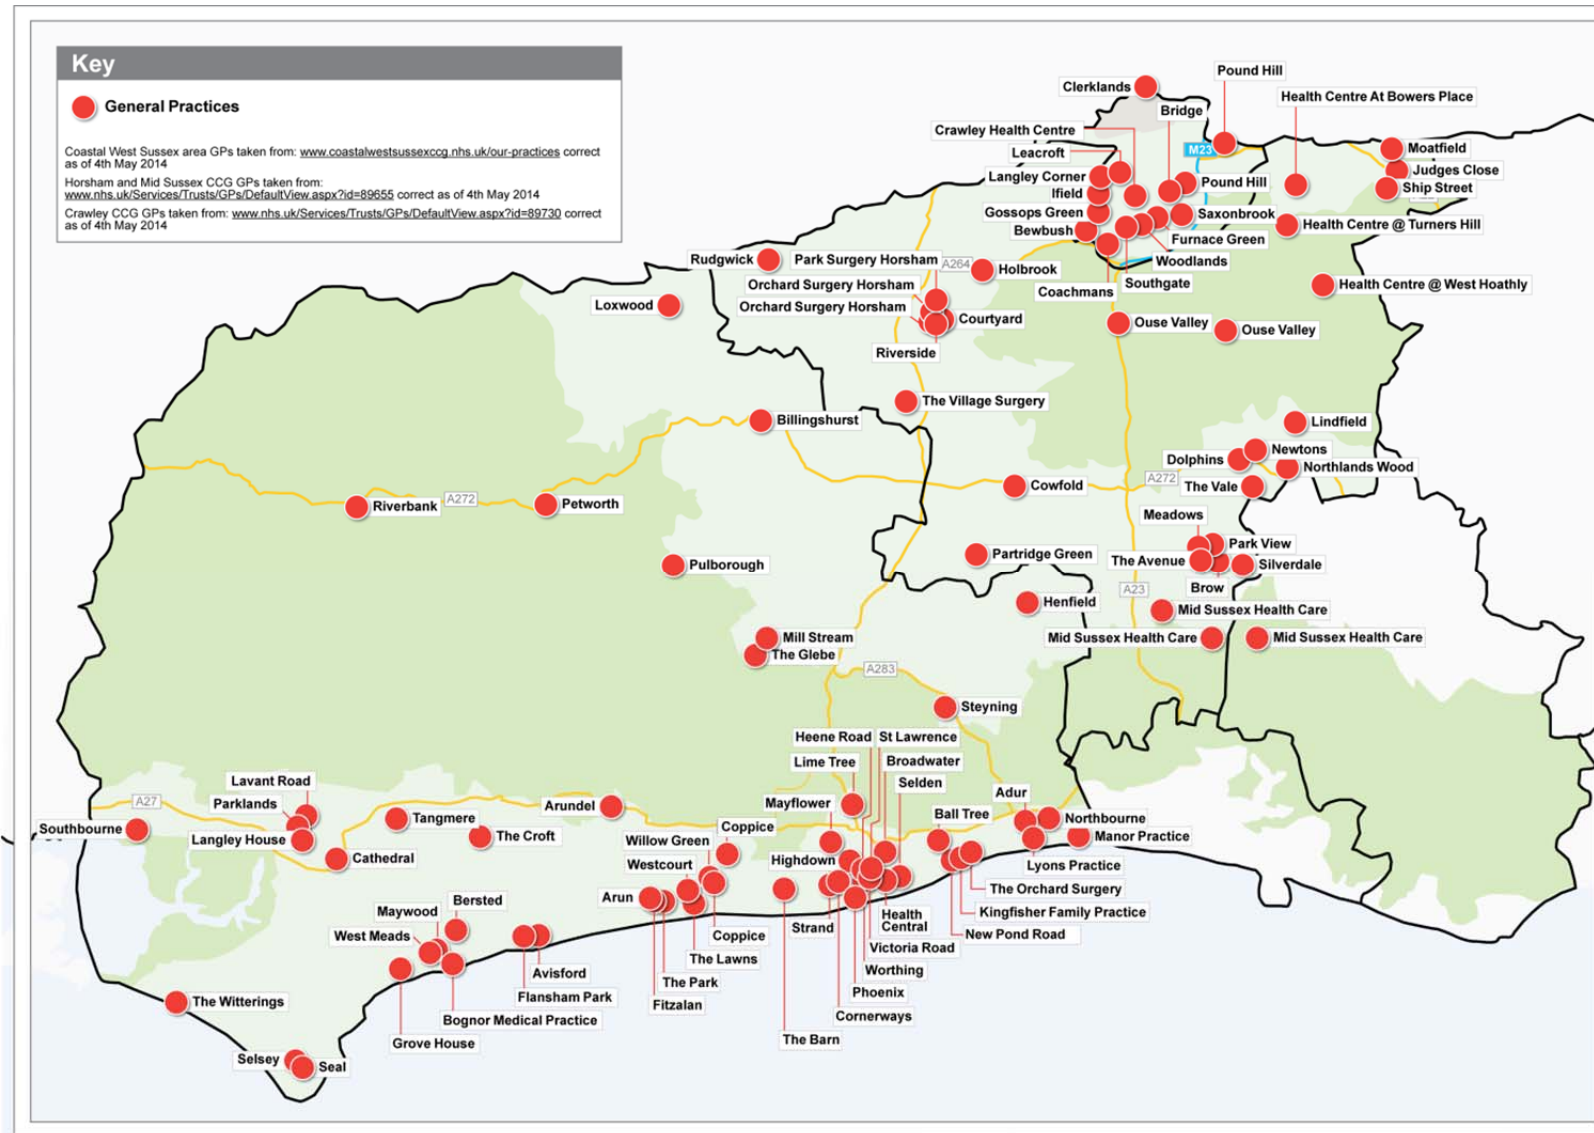 Key
General Practices
Coastal West Sussex area GPs taken from: www.coastalwestsussexccg.nhs.uk/our-practices correct
as of 4th May 2014
Horsham and Mid Sussex CCG GPs taken from:
www.nhs.uk/Services/Trusts/GPs/DefaultView.aspx?id=89655 correct as of 4th May 2014
Crawley CCG GPs taken from: www.nhs.uk/Services/Trusts/GPs/DefaultView.aspx?id=89730 correct
as of 4th May 2014
Pound Hill
Clerklands
Health Centre At Bowers Place
Bridge
Crawley Health Centre
M23
Moatfield
Leacroft
Judges Close
Langley Corner
Pound Hill
Ship Street
Ifield
Gossops Green
Saxonbrook
Health Centre @ Turners Hill
Bewbush
Furnace Green
Woodlands
Rudgwick
Park Surgery Horsham
A264
Holbrook
Southgate
Coachmans
Health Centre @ West Hoathly
Orchard Surgery Horsham
Loxwood
Orchard Surgery Horsham
Courtyard
Ouse Valley
Ouse Valley
Riverside
The Village Surgery
Billingshurst
Lindfield
Newtons
Dolphins
Northlands Wood
A272
The Vale
Cowfold
Riverbank
A272
Petworth
Meadows
Park View
Partridge Green
The Avenue
Silverdale
Pulborough
Brow
A23
Henfield
Mid Sussex Health Care
Mill Stream
Mid Sussex Health Care
Mid Sussex Health Care
The Glebe
A283
Steyning
Heene Road
St Lawrence
Lime Tree
Broadwater
Lavant Road
Selden
Adur
A27
Parklands
Arundel
Mayflower
Ball Tree
Southbourne
Tangmere
Northbourne
Langley House
The Croft
Coppice
Manor Practice
Willow Green
Cathedral
Westcourt
Highdown
Lyons Practice
The Orchard Surgery
Arun
Bersted
Maywood
Kingfisher Family Practice
Health
Central
Strand
West Meads
Coppice
New Pond Road
Victoria Road
The Lawns
Avisford
Worthing
The Park
Phoenix
Flansham Park
The Witterings
Fitzalan
Cornerways
Bognor Medical Practice
The Barn
Grove House
Selsey
Seal